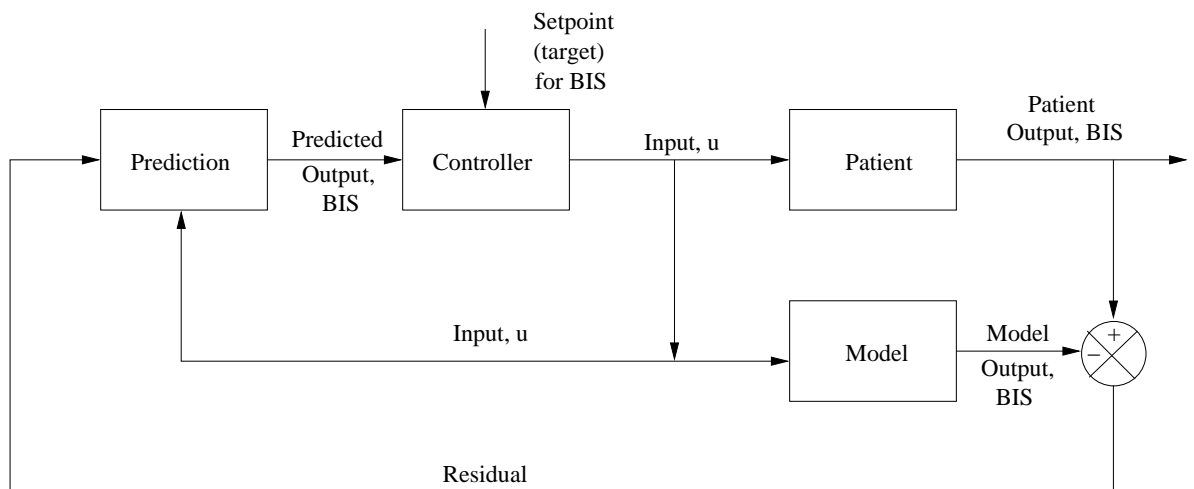 Setpoint
(target)
for BIS
Prediction
Predicted
Output,
BIS
Controller
Input, u
Patient
Patient
Output, BIS
Input, u
Model
Model
Output,
BIS
+
−
Residual